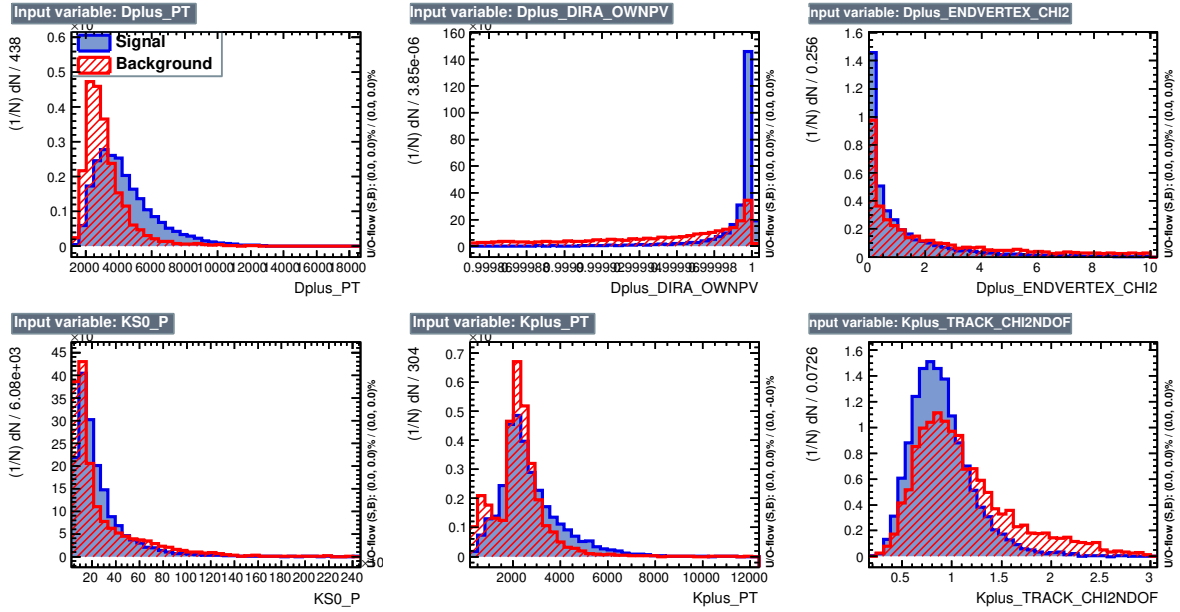 Input variable: Dplus_PT
Signal
Background
(1/N) dN / 438
0.6
0.5
0.4
0.3
0.2
0.1
0
2000 4000 6000 8000
Dplus_PT
U/O-flow (S,B): (0.0, 0.0)% / (0.0, 0.0)%
Input variable: Dplus_DIRA_OWNPV
(1/N) dN / 3.85e-06
160
140
120
100
80
60
40
20
0
1
Dplus_DIRA_OWNPV
U/O-flow (S,B): (0.0, 0.0)% / (0.0, 0.0)%
nput variable: Dplus_ENDVERTEX_CHI2
(1/N) dN / 0.256
1.6
1.4
1.2
1
0.8
0.6
0.4
0.2
0
0 2 4 6 8 10
Dplus_ENDVERTEX_CHI2
U/O-flow (S,B): (0.0, 0.0)% / (0.0, 0.0)%
Input variable: KS0_P
(1/N) dN / 6.08e+03
45
40
35
30
25
20
15
10
5
0
20 40 60 80 100 120 140 160 180 200 220 240
KS0_P
U/O-flow (S,B): (0.0, 0.0)% / (0.0, 0.0)%
Input variable: Kplus_PT
(1/N) dN / 304
0.7
0.6
0.5
0.4
0.3
0.2
0.1
0
2000 4000 6000 8000 10000 12000
Kplus_PT
U/O-flow (S,B): (0.0, 0.0)% / (0.0, -0.0)%
nput variable: Kplus_TRACK_CHI2NDOF
(1/N) dN / 0.0726
1.6
1.4
1.2
1
0.8
0.6
0.4
0.2
0
0.5 1 1.5 2 2.5 3
Kplus_TRACK_CHI2NDOF
U/O-flow (S,B): (0.0, 0.0)% / (0.0, 0.0)%